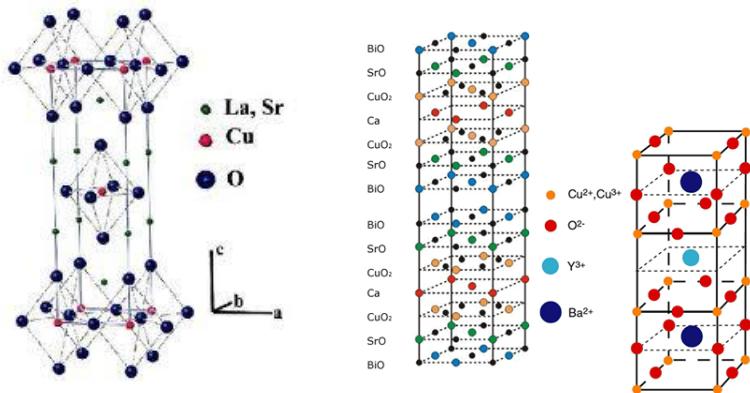 La, Sr
Cu
O
c
b
a
BiO
SrO
CuO₂
Ca
CuO₂
SrO
BiO
BiO
SrO
CuO₂
Ca
CuO₂
SrO
BiO
Cu²⁺,Cu³⁺
O²⁻
Y³⁺
Ba²⁺